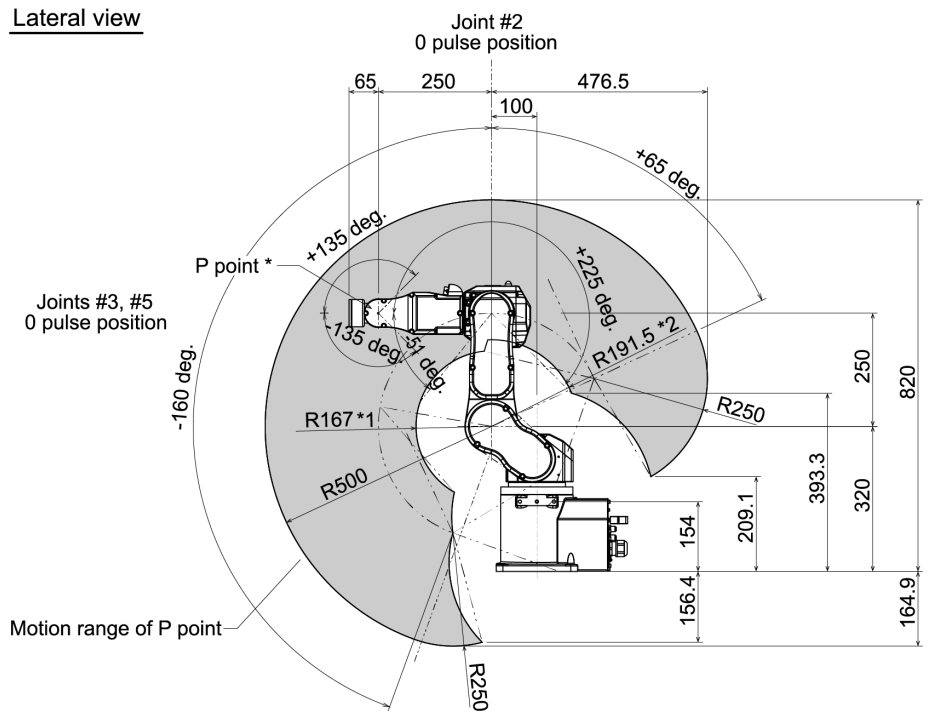 Lateral view
Joint #2
0 pulse position
65
250
476.5
100
+65 deg.
+135 deg.
P point *
+225 deg.
Joints #3, #5
0 pulse position
-135 deg.
-51 deg.
R191.5 *2
-160 deg.
R167 *1
R250
250
820
R500
393.3
320
209.1
154
156.4
164.9
Motion range of P point
R250